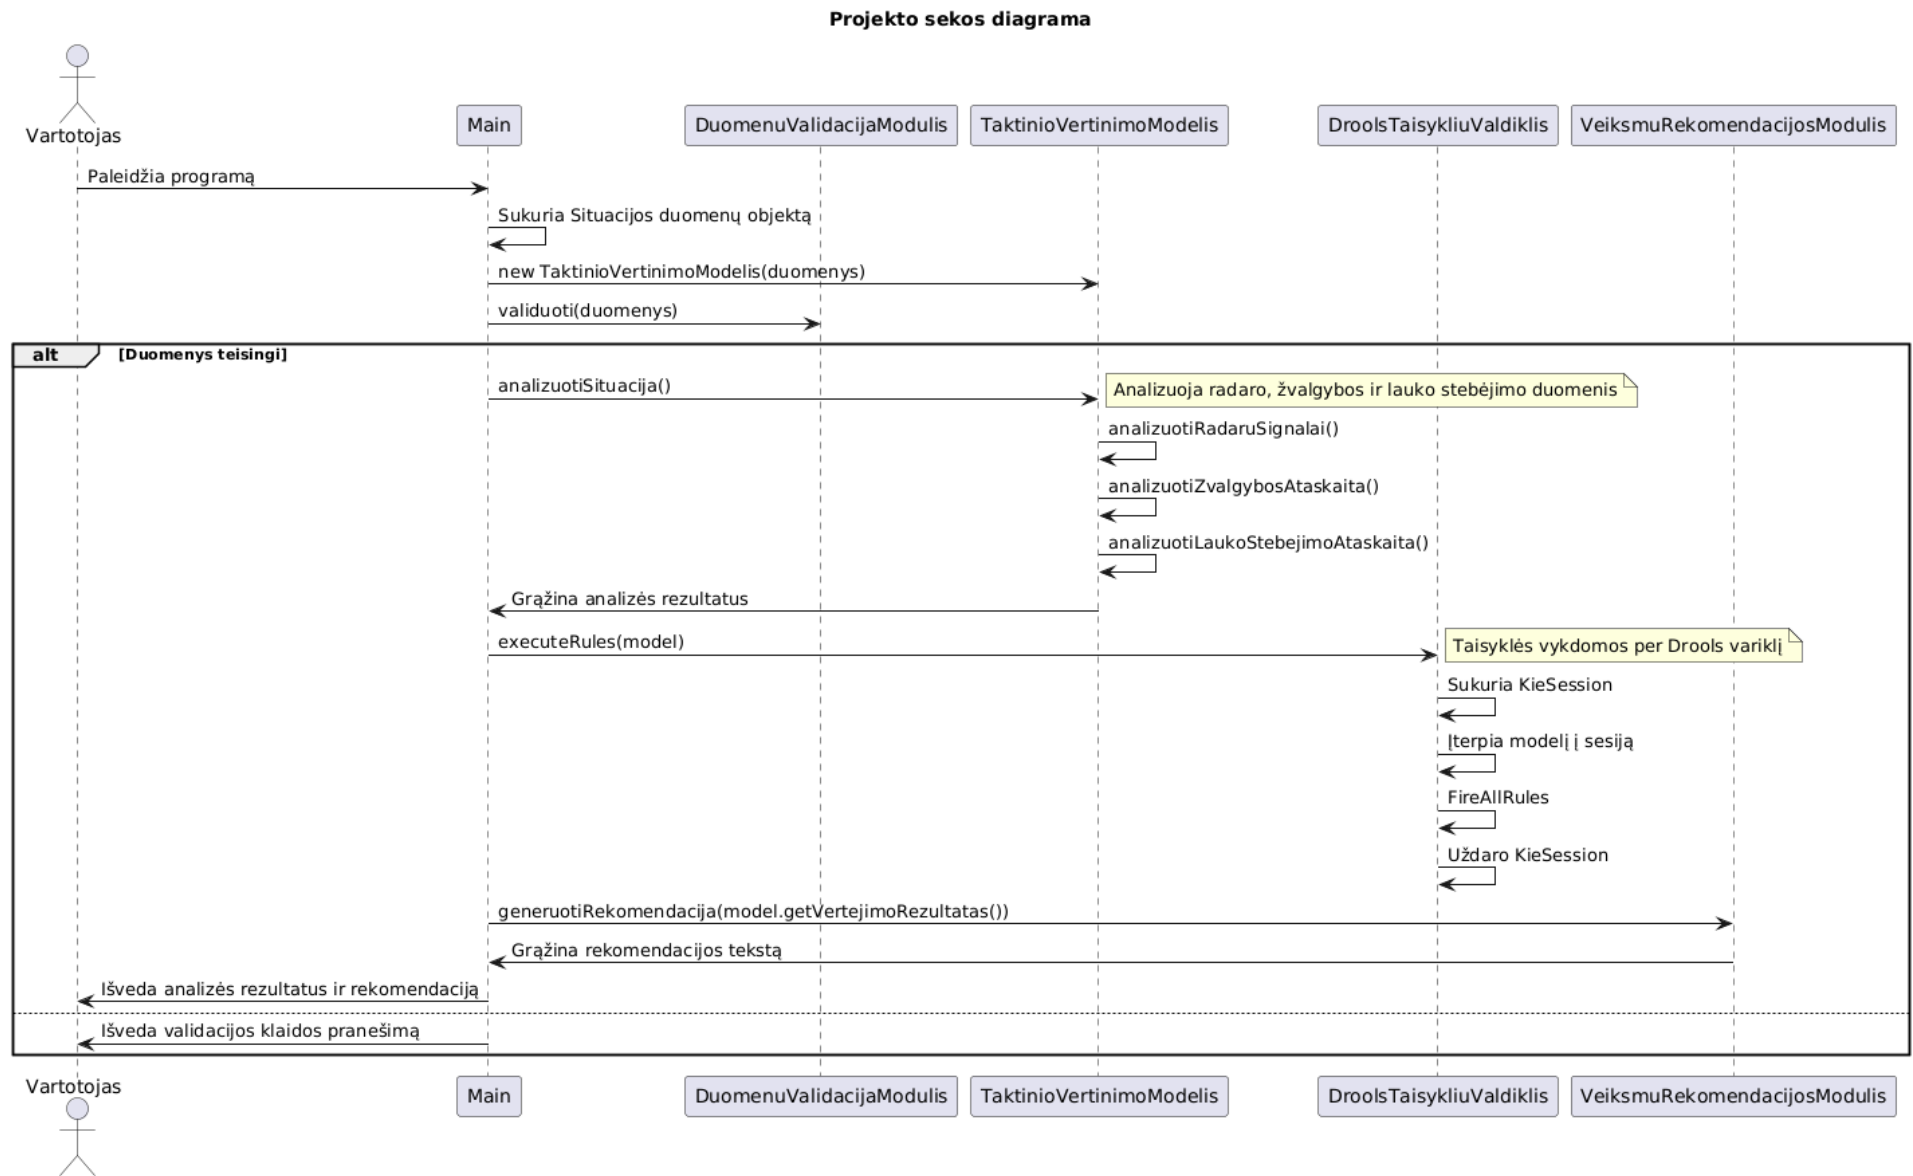 Projekto sekos diagrama
Vartotojas
Main
DuomenuValidacijaModulis
TaktinioVertinimoModelis
DroolsTaisykliuValdiklis
VeiksmuRekomendacijosModulis
Paleidžia programą
Sukuria Situacijos duomenų objektą
new TaktinioVertinimoModelis(duomenys)
validuoti(duomenys)
alt
[Duomenys teisingi]
analizuotiSituacija()
Analizuoja radaro, žvalgybos ir lauko stebėjimo duomenis
analizuotiRadaruSignalai()
analizuotiZvalgybosAtaskaita()
analizuotiLaukoStebejimoAtaskaita()
Grąžina analizės rezultatus
executeRules(model)
Taisyklės vykdomos per Drools variklį
Sukuria KieSession
Įterpia modelį į sesiją
FireAllRules
Uždaro KieSession
generuotiRekomendacija(model.getVertejimoRezultatas())
Grąžina rekomendacijos tekstą
Išveda analizės rezultatus ir rekomendaciją
Išveda validacijos klaidos pranešimą
Vartotojas
Main
DuomenuValidacijaModulis
TaktinioVertinimoModelis
DroolsTaisykliuValdiklis
VeiksmuRekomendacijosModulis